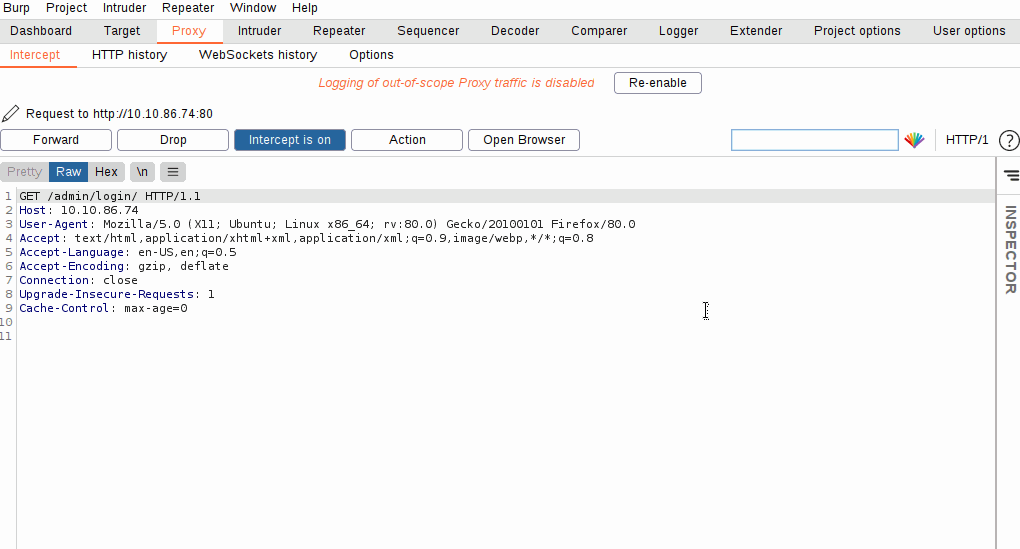 Burp Project Intruder Repeater Window Help
Dashboard Target Proxy Intruder Repeater Sequencer Decoder Comparer Logger Extender Project options User options
Intercept HTTP history WebSockets history Options
Logging of out-of-scope Proxy traffic is disabled Re-enable
Request to http://10.10.86.74:80
Forward Drop Intercept is on Action Open Browser HTTP/1 ?
Pretty Raw Hex \n
1 GET /admin/login/ HTTP/1.1
2 Host: 10.10.86.74
3 User-Agent: Mozilla/5.0 (X11; Ubuntu; Linux x86_64; rv:80.0) Gecko/20100101 Firefox/80.0
4 Accept: text/html,application/xhtml+xml,application/xml;q=0.9,image/webp,*/*;q=0.8
5 Accept-Language: en-US,en;q=0.5
6 Accept-Encoding: gzip, deflate
7 Connection: close
8 Upgrade-Insecure-Requests: 1
9 Cache-Control: max-age=0
10
11
INSPECTOR